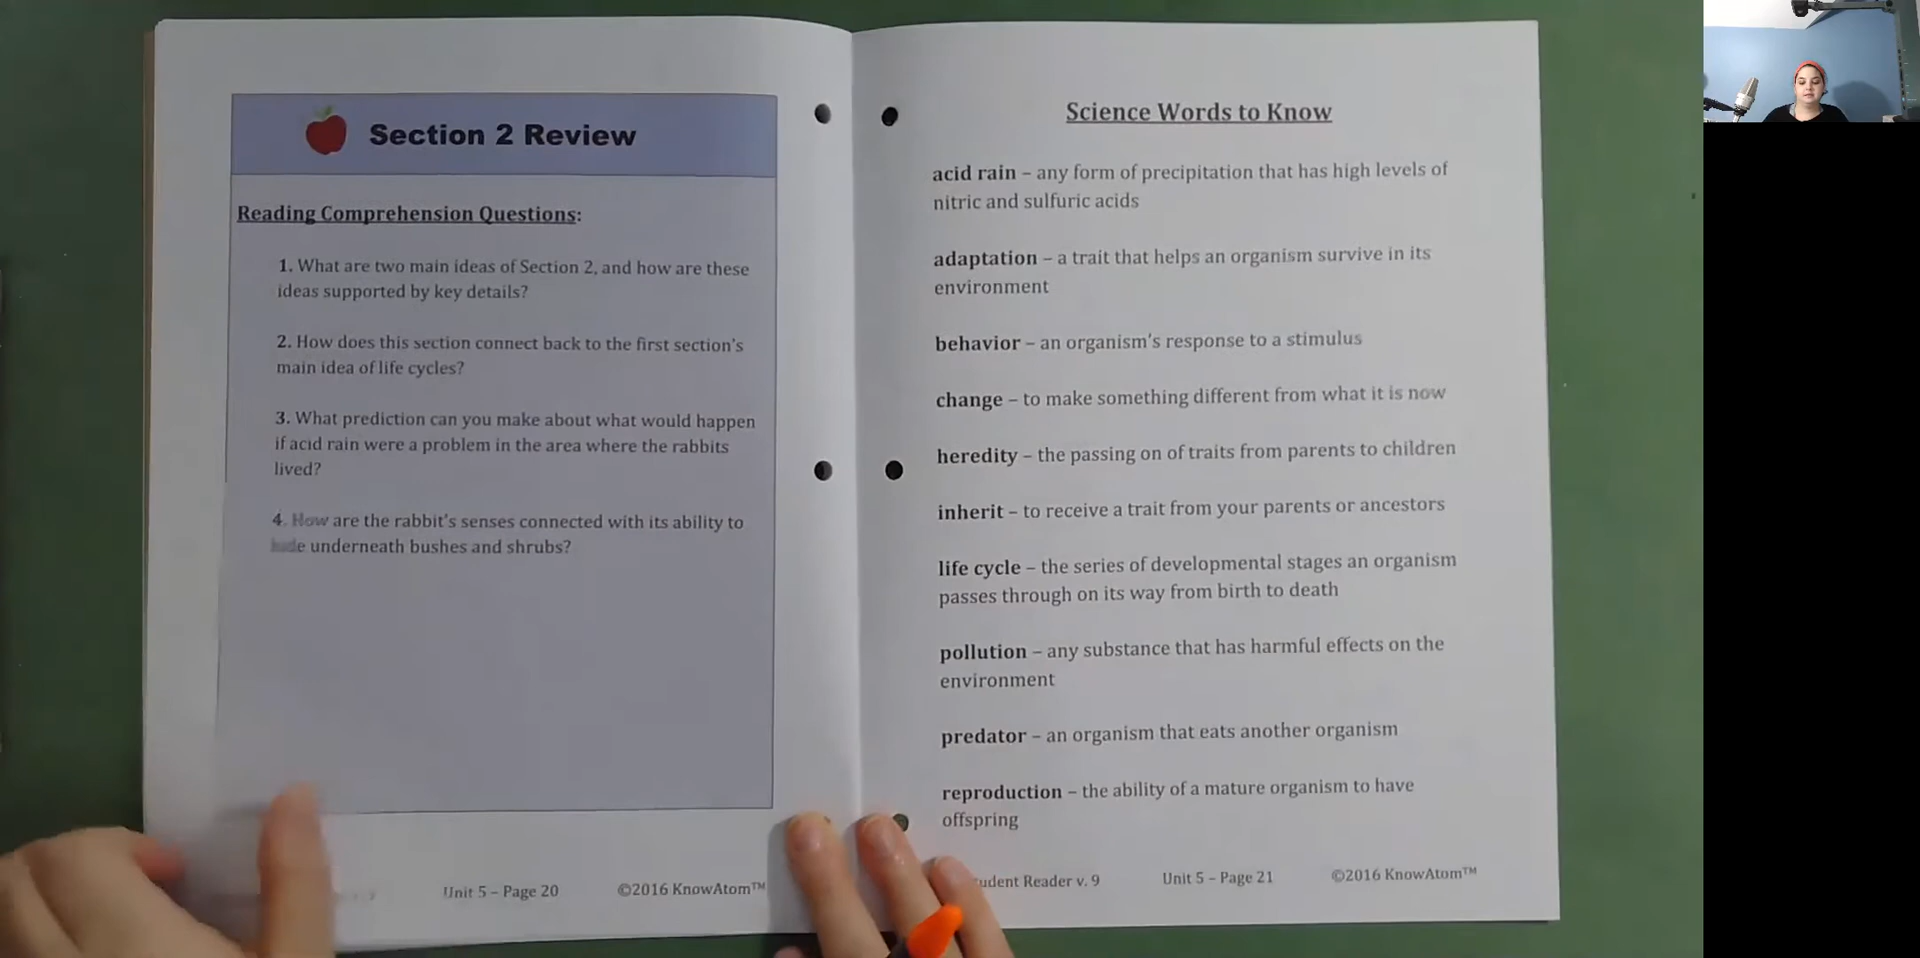 Section 2 Review
Reading Comprehension Questions:
1. What are two main ideas of Section 2, and how are these
ideas supported by key details?
2. How does this section connect back to the first section's
main idea of life cycles?
3. What prediction can you make about what would happen
if acid rain were a problem in the area where the rabbits
lived?
4. How are the rabbit's senses connected with its ability to
hide underneath bushes and shrubs?
Unit 5 – Page 20 ©2016 KnowAtom™
Science Words to Know
acid rain – any form of precipitation that has high levels of
nitric and sulfuric acids
adaptation – a trait that helps an organism survive in its
environment
behavior – an organism's response to a stimulus
change – to make something different from what it is now
heredity – the passing on of traits from parents to children
inherit – to receive a trait from your parents or ancestors
life cycle – the series of developmental stages an organism
passes through on its way from birth to death
pollution – any substance that has harmful effects on the
environment
predator – an organism that eats another organism
reproduction – the ability of a mature organism to have
offspring
Reader v. 9 Unit 5 – Page 21 ©2016 KnowAtom™